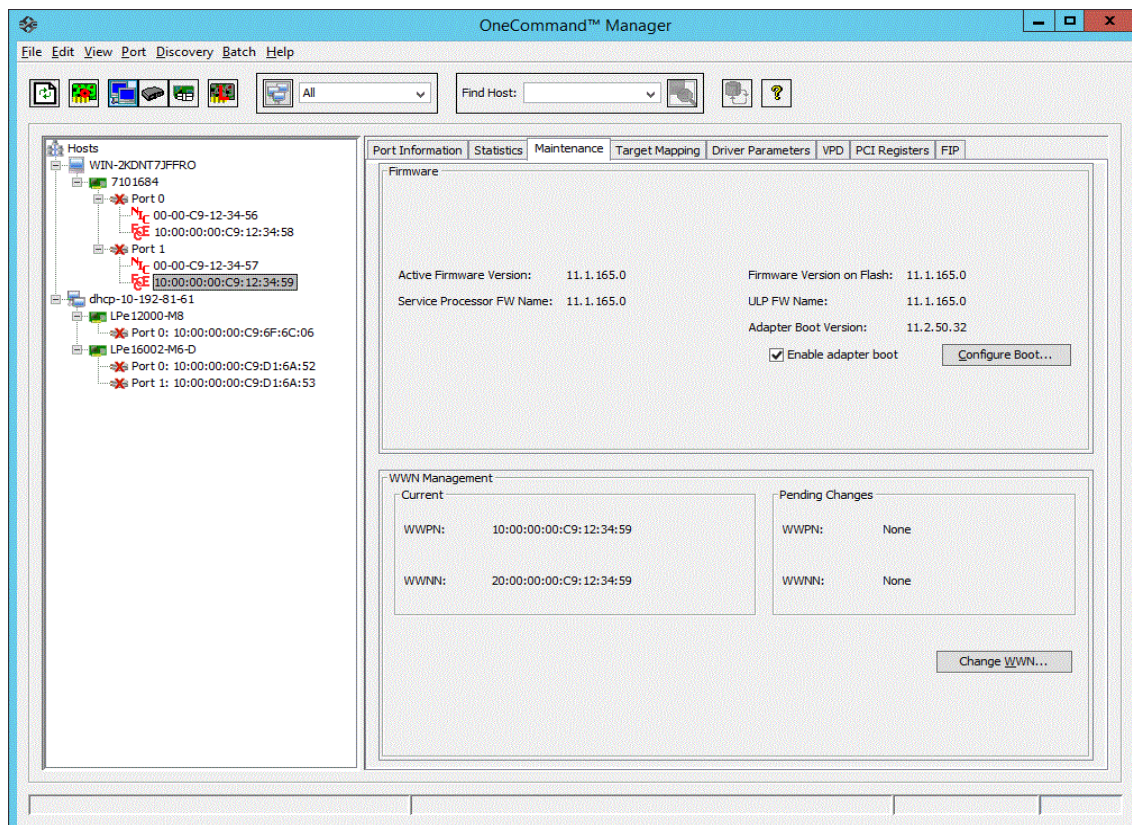 OneCommand™ Manager
File Edit View Port Discovery Batch Help
All
Find Host:
Hosts
WIN-2KDNT7JFFRO
7101684
Port 0
NIC 00-00-C9-12-34-56
FCoE 10:00:00:00:C9:12:34:58
Port 1
NIC 00-00-C9-12-34-57
FCoE 10:00:00:00:C9:12:34:59
dhcp-10-192-81-61
LPe12000-M8
Port 0: 10:00:00:00:C9:6F:6C:06
LPe16002-M6-D
Port 0: 10:00:00:00:C9:D1:6A:52
Port 1: 10:00:00:00:C9:D1:6A:53
Port Information Statistics Maintenance Target Mapping Driver Parameters VPD PCI Registers FIP
Firmware
Active Firmware Version: 11.1.165.0 Firmware Version on Flash: 11.1.165.0
Service Processor FW Name: 11.1.165.0 ULP FW Name: 11.1.165.0
Adapter Boot Version: 11.2.50.32
Enable adapter boot Configure Boot...
WWN Management
Current Pending Changes
WWPN: 10:00:00:00:C9:12:34:59 WWPN: None
WWNN: 20:00:00:00:C9:12:34:59 WWNN: None
Change WWN...